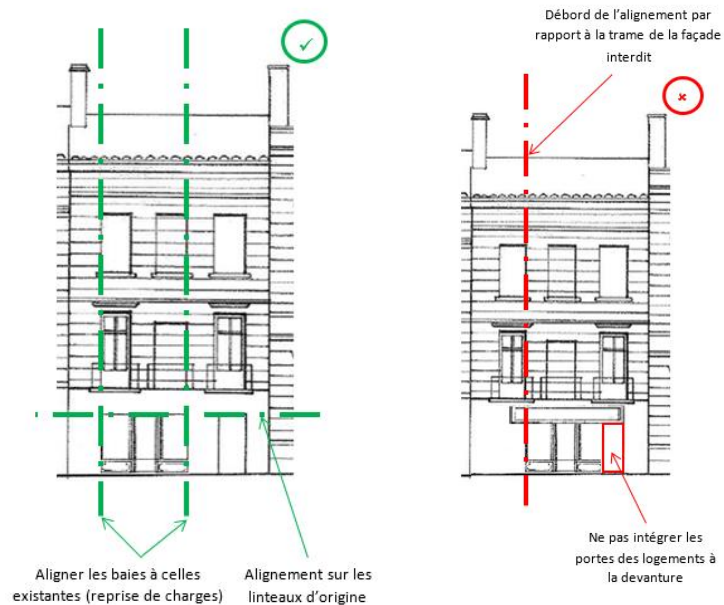 Débord de l'alignement par
rapport à la trame de la façade
interdit
Aligner les baies à celles
existantes (reprise de charges)
Alignement sur les
linteaux d'origine
Ne pas intégrer les
portes des logements à
la devanture